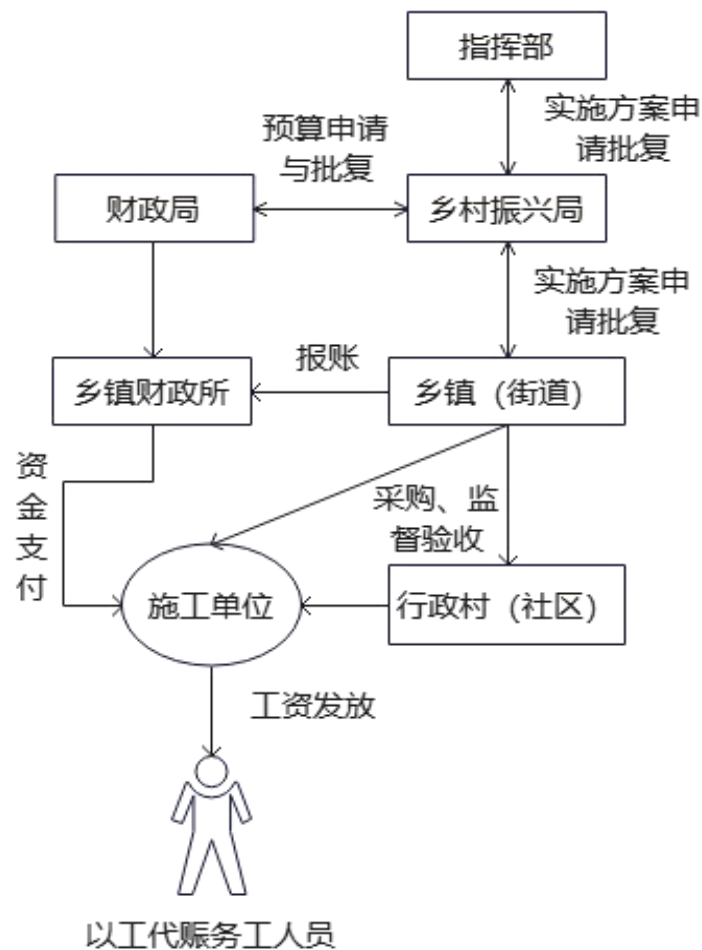 指挥部
实施方案申
请批复
预算申请
与批复
财政局
乡村振兴局
实施方案申
请批复
报账
乡镇财政所
乡镇（街道）
资
金
支
付
采购、监
督验收
施工单位
行政村（社区）
工资发放
以工代赈务工人员